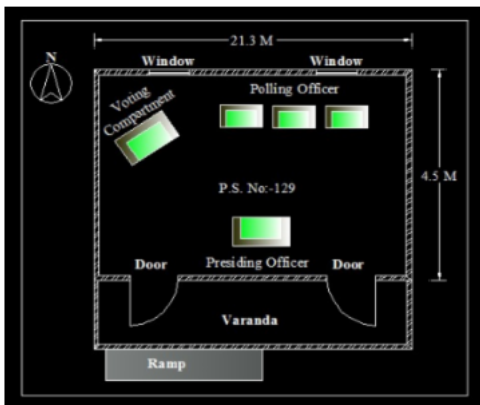 21.3 M
N
Window
Window
Voting
Compartment
Polling Officer
4.5 M
P.S. No:-129
Door
Presiding Officer
Door
Varanda
Ramp